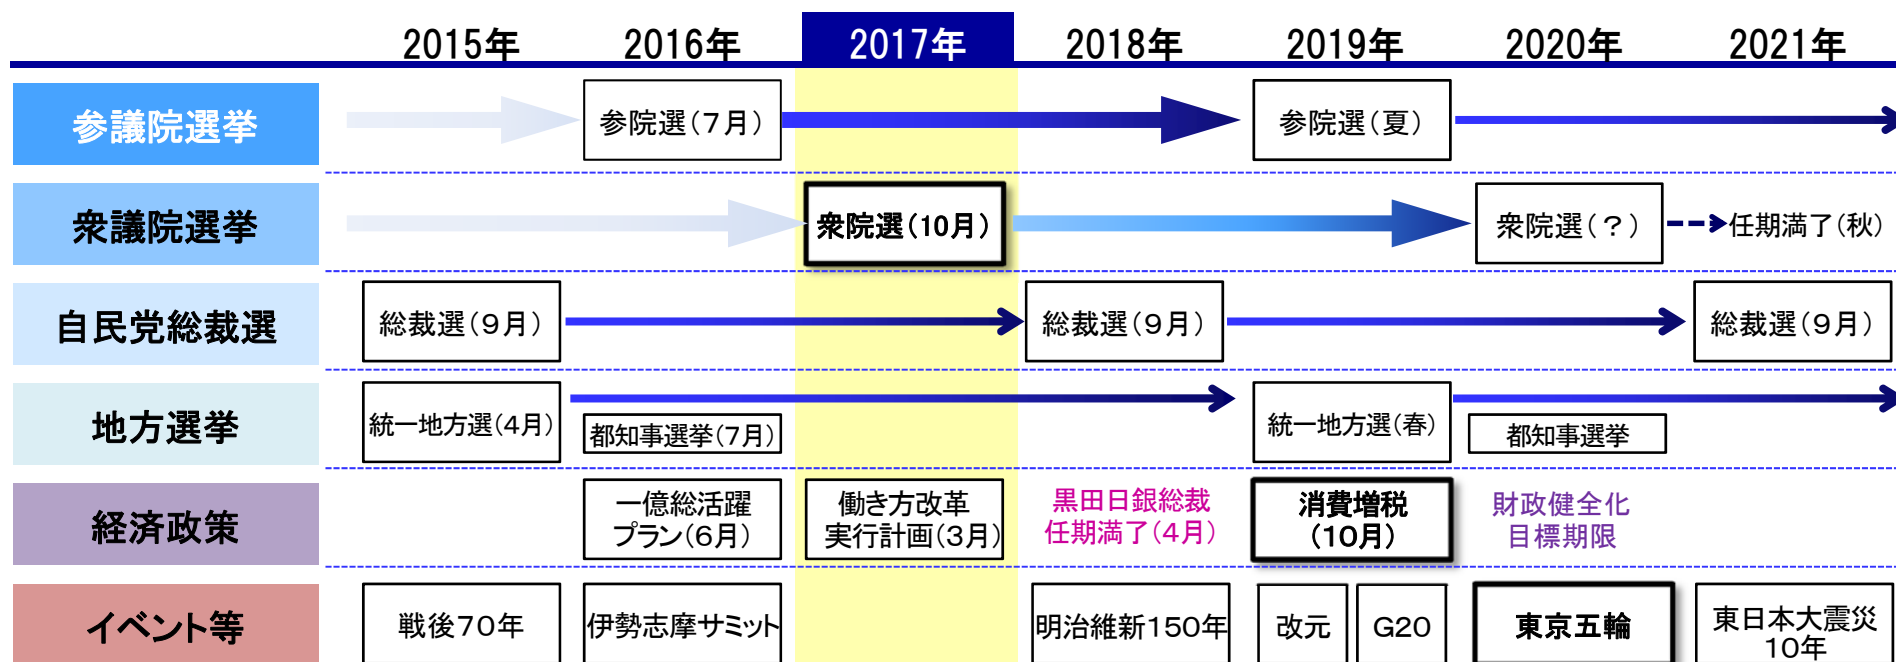 2015年 2016年 2017年 2018年 2019年 2020年 2021年
参議院選挙 参院選(7月) 参院選(夏)
衆議院選挙 衆院選(10月) 衆院選(?) 任期満了(秋)
自民党総裁選 総裁選(9月) 総裁選(9月) 総裁選(9月)
地方選挙 統一地方選(4月) 都知事選挙(7月) 統一地方選(春) 都知事選挙
経済政策
一億総活躍
プラン(6月)
働き方改革
実行計画(3月)
黒田日銀総裁
任期満了(4月)
消費増税
(10月)
財政健全化
目標期限
イベント等 戦後70年 伊勢志摩サミット 明治維新150年 改元 G20 東京五輪
東日本大震災
10年